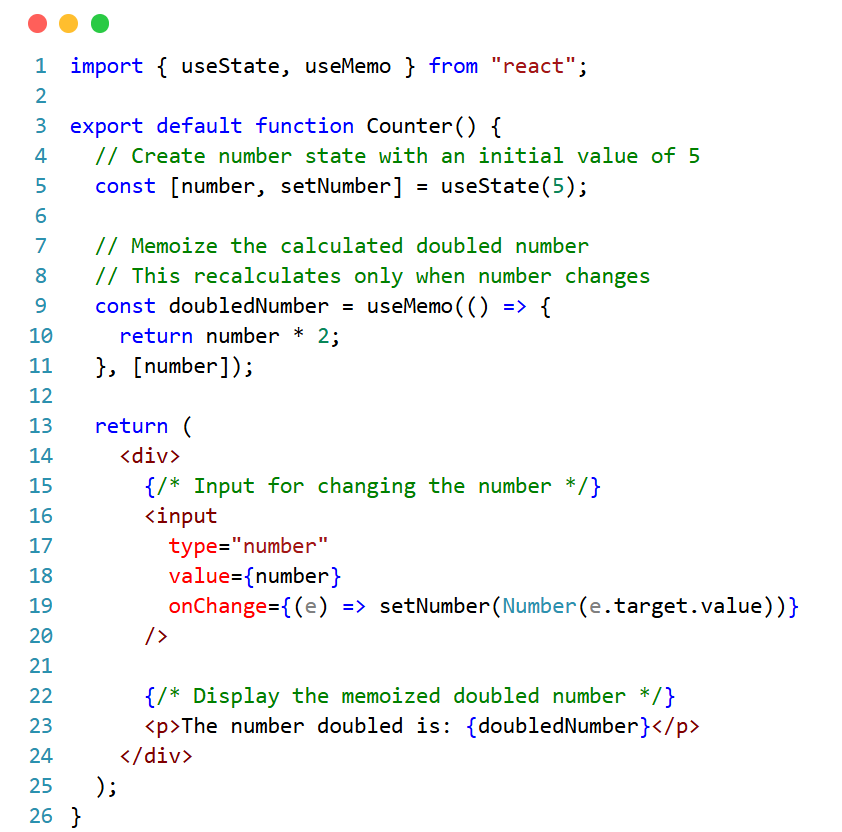 1 import { useState, useMemo } from "react";
2
3 export default function Counter() {
4   // Create number state with an initial value of 5
5   const [number, setNumber] = useState(5);
6
7   // Memoize the calculated doubled number
8   // This recalculates only when number changes
9   const doubledNumber = useMemo(() => {
10     return number * 2;
11   }, [number]);
12
13   return (
14     <div>
15       {/* Input for changing the number */}
16       <input
17         type="number"
18         value={number}
19         onChange={(e) => setNumber(Number(e.target.value))}
20       />
21
22       {/* Display the memoized doubled number */}
23       <p>The number doubled is: {doubledNumber}</p>
24     </div>
25   );
26 }